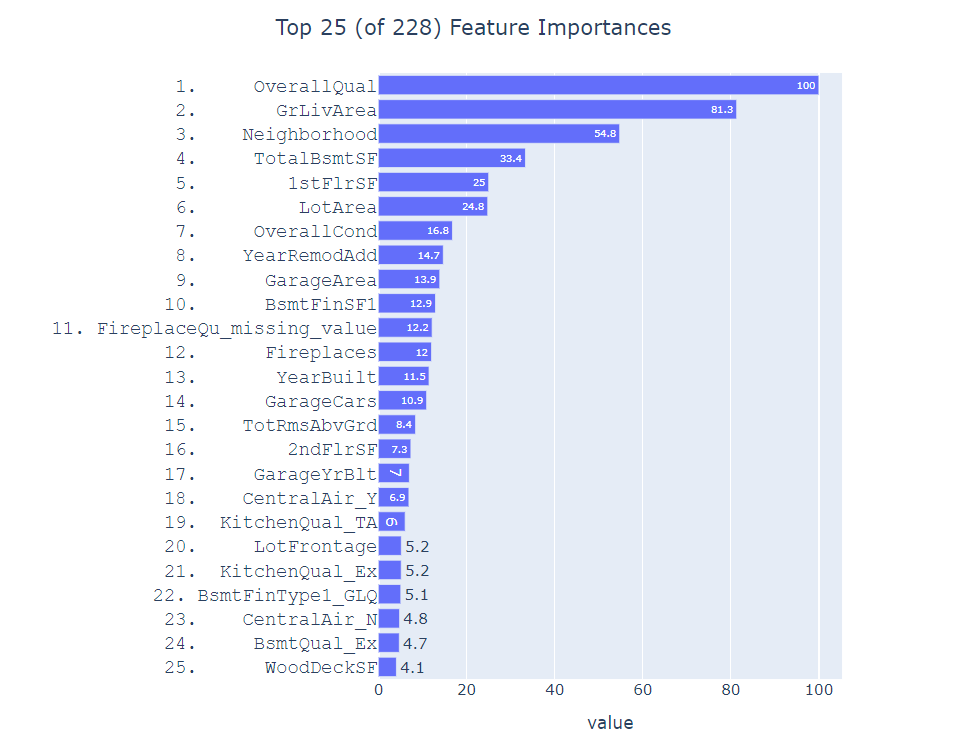 Top 25 (of 228) Feature Importances
1. OverallQual 100
2. GrLivArea 81.3
3. Neighborhood 54.8
4. TotalBsmtSF 33.4
5. 1stFlrSF 25
6. LotArea 24.8
7. OverallCond 16.8
8. YearRemodAdd 14.7
9. GarageArea 13.9
10. BsmtFinSF1 12.9
11. FireplaceQu_missing_value 12.2
12. Fireplaces 12
13. YearBuilt 11.5
14. GarageCars 10.9
15. TotRmsAbvGrd 8.4
16. 2ndFlrSF 7.3
17. GarageYrBlt 7
18. CentralAir_Y 6.9
19. KitchenQual_TA 6
20. LotFrontage 5.2
21. KitchenQual_Ex 5.2
22. BsmtFinType1_GLQ 5.1
23. CentralAir_N 4.8
24. BsmtQual_Ex 4.7
25. WoodDeckSF 4.1
0 20 40 60 80 100
value